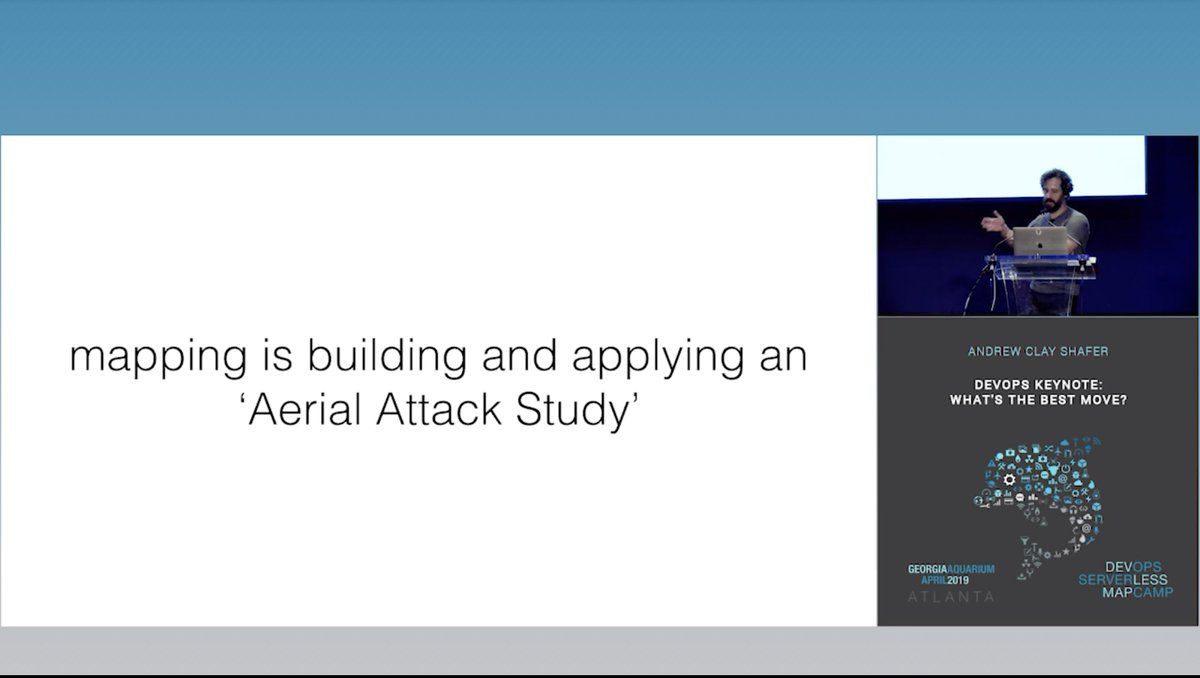 mapping is building and applying an
‘Aerial Attack Study’
ANDREW CLAY SHAFER
DEVOPS KEYNOTE:
WHAT'S THE BEST MOVE?
GEORGIAAQUARIUM
APRIL2019
ATLANTA
DEVOPS
SERVERLESS
MAPCAMP